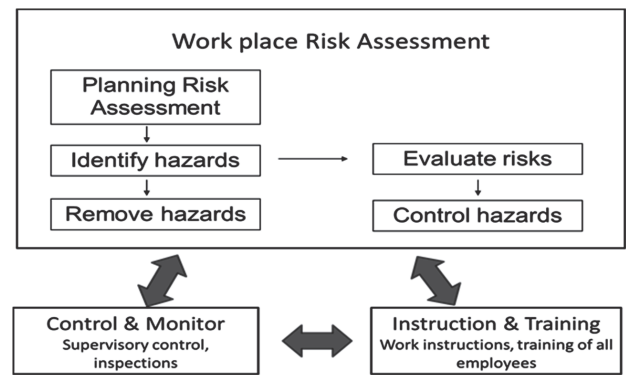 Work place Risk Assessment
Planning Risk
Assessment
Identify hazards
Evaluate risks
Remove hazards
Control hazards
Control & Monitor
Supervisory control,
inspections
Instruction & Training
Work instructions, training of all
employees